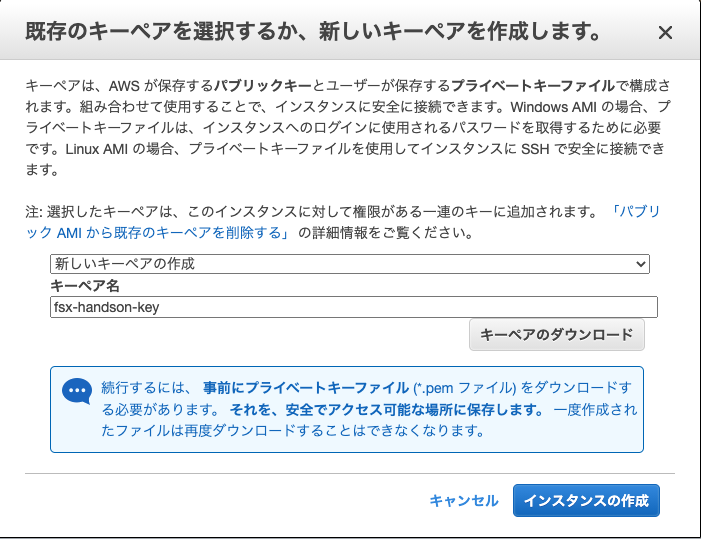 既存のキーペアを選択するか、新しいキーペアを作成します。
キーペアは、AWS が保存するパブリックキーとユーザーが保存するプライベートキーファイルで構成さ
れます。組み合わせて使用することで、インスタンスに安全に接続できます。Windows AMI の場合、プ
ライベートキーファイルは、インスタンスへのログインに使用されるパスワードを取得するために必要
です。Linux AMI の場合、プライベートキーファイルを使用してインスタンスに SSH で安全に接続でき
ます。
注: 選択したキーペアは、このインスタンスに対して権限がある一連のキーに追加されます。 「パブリ
ック AMI から既存のキーペアを削除する」 の詳細情報をご覧ください。
新しいキーペアの作成
キーペア名
fsx-handson-key
キーペアのダウンロード
続行するには、 事前にプライベートキーファイル (*.pem ファイル) をダウンロードす
る必要があります。 それを、安全でアクセス可能な場所に保存します。 一度作成され
たファイルは再度ダウンロードすることはできなくなります。
キャンセル
インスタンスの作成